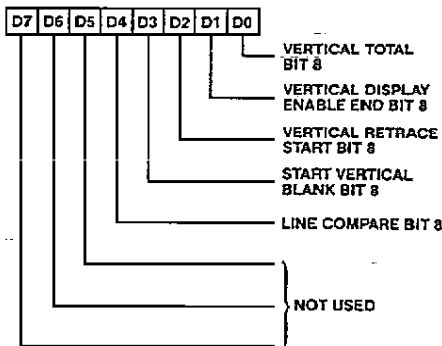 D7 D6 D5 D4 D3 D2 D1 D0
VERTICAL TOTAL
BIT 8
VERTICAL DISPLAY
ENABLE END BIT 8
VERTICAL RETRACE
START BIT 8
START VERTICAL
BLANK BIT 8
LINE COMPARE BIT 8
NOT USED